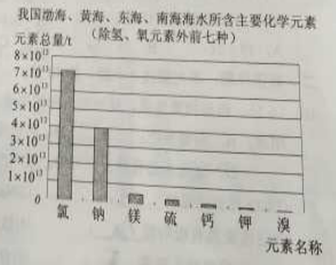 我国渤海、黄海、东海、南海海水所含主要化学元素
(除氢、氧元素外前七种)
元素总量/t
8×10¹³
7×10¹³
6×10¹³
5×10¹³
4×10¹³
3×10¹³
2×10¹³
1×10¹³
0
氯 钠 镁 硫 钙 钾 溴
元素名称